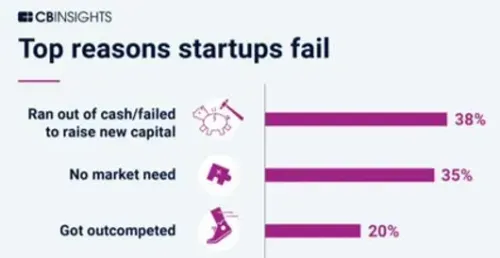 CBINSIGHTS
Top reasons startups fail
Ran out of cash/failed
to raise new capital
38%
No market need
35%
Got outcompeted
20%